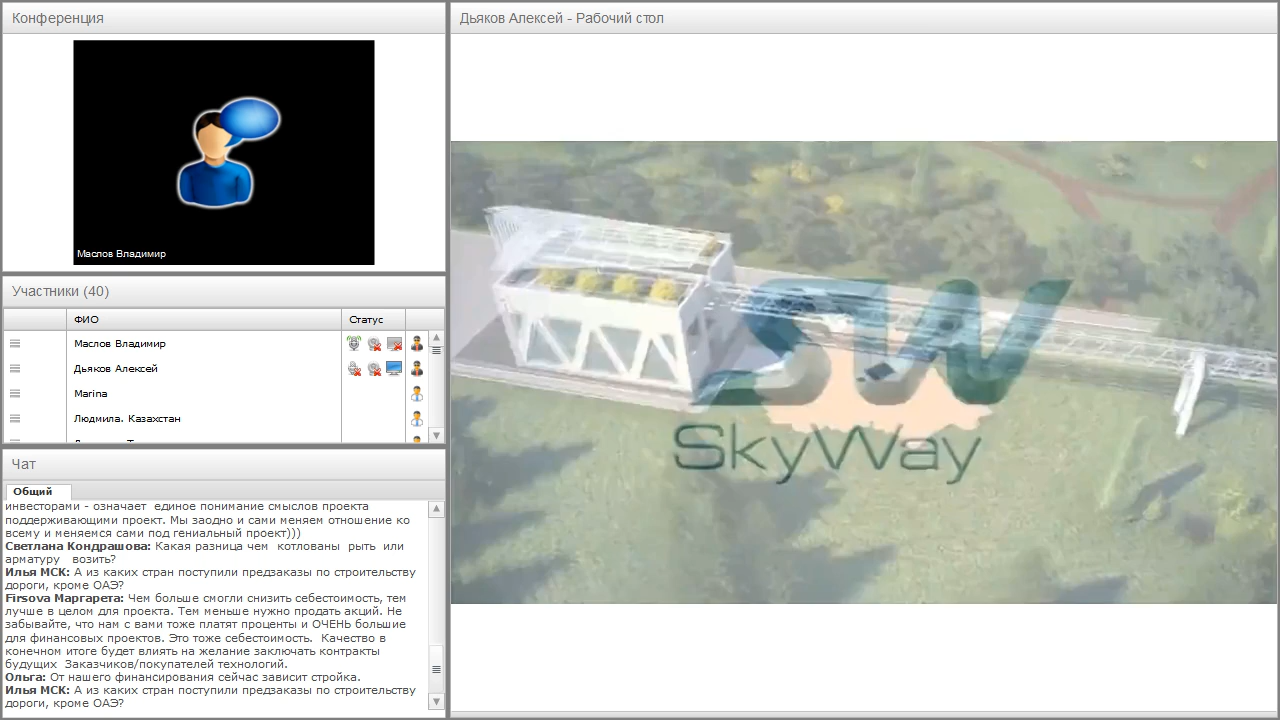 Конференция
Маслов Владимир
Участники (40)
ФИО
Статус
Маслов Владимир
Дьяков Алексей
Marina
Людмила. Казахстан
Чат
Общий
инвесторами - означает единое понимание смыслов проекта
поддерживающими проект. Мы заодно и сами меняем отношение ко
всему и меняемся сами под гениальный проект)))
Светлана Кондрашова: Какая разница чем котлованы рыть или
арматуру возить?
Илья МСК: А из каких стран поступили предзаказы по строительству
дороги, кроме ОАЭ?
Firsova Маргарета: Чем больше смогли снизить себестоимость, тем
лучше в целом для проекта. Тем меньше нужно продать акций. Не
забывайте, что нам с вами тоже платят проценты и ОЧЕНЬ большие
для финансовых проектов. Это тоже себестоимость. Качество в
конечном итоге будет влиять на желание заключать контракты
будущих Заказчиков/покупателей технологий.
Ольга: От нашего финансирования сейчас зависит стройка.
Илья МСК: А из каких стран поступили предзаказы по строительству
дороги, кроме ОАЭ?
Дьяков Алексей - Рабочий стол
SW
SkyWay